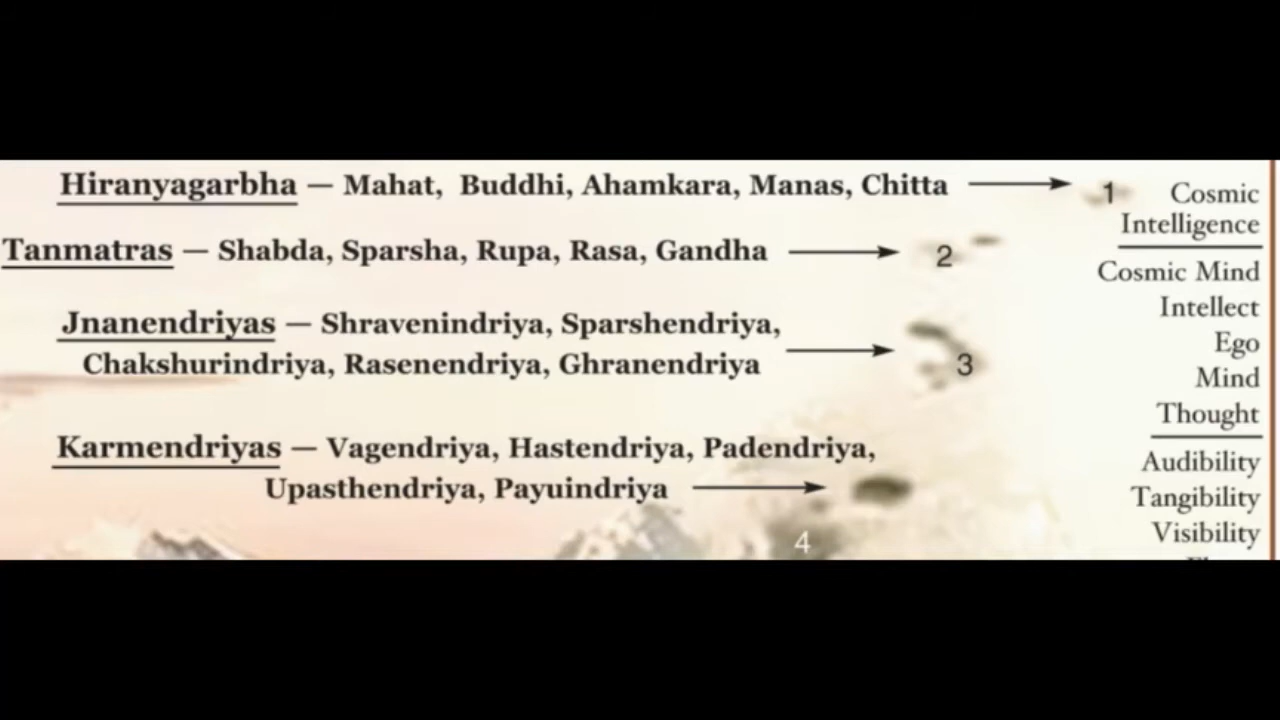 Hiranyagarbha — Mahat, Buddhi, Ahamkara, Manas, Chitta
1
Tanmatras — Shabda, Sparsha, Rupa, Rasa, Gandha
2
Jnanendriyas — Shravenindriya, Sparshendriya,
Chakshurindriya, Rasenendriya, Ghranendriya
3
Karmendriyas — Vagendriya, Hastendriya, Padendriya,
Upasthendriya, Payuindriya
4
Cosmic
Intelligence
Cosmic Mind
Intellect
Ego
Mind
Thought
Audibility
Tangibility
Visibility